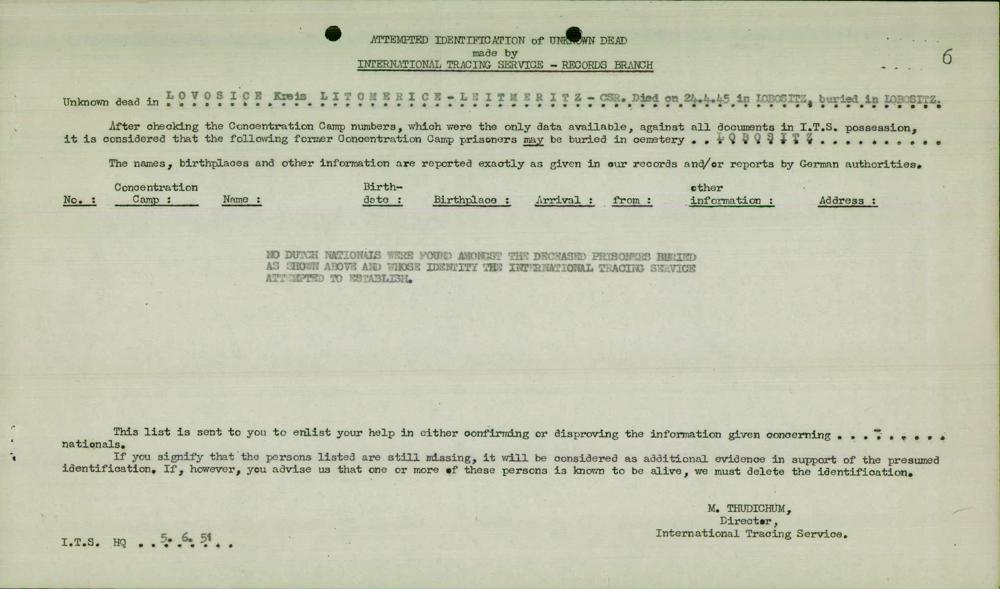 ATTEMPTED IDENTIFICATION of UNKNOWN DEAD
made by
INTERNATIONAL TRACING SERVICE - RECORDS BRANCH
6
Unknown dead in LOVOSICE Kreis LITOMERICE-LEITMERITZ-CSR. Died on 24.4.45 in LOBOSITZ, buried in LOBOSITZ.
After checking the Concentration Camp numbers, which were the only data available, against all documents in I.T.S. possession,
it is considered that the following former Concentration Camp prisoners may be buried in cemetery . . LOBOSITZ . . . . . . . . . .
The names, birthplaces and other information are reported exactly as given in our records and/or reports by German authorities.
No. : Concentration Camp : Name : Birth-date : Birthplace : Arrival : from : other information : Address :
NO DUTCH NATIONALS WERE FOUND AMONGST THE DECEASED PRISONERS BURIED
AS SHOWN ABOVE AND WHOSE IDENTITY THE INTERNATIONAL TRACING SERVICE
ATTEMPTED TO ESTABLISH.
This list is sent to you to enlist your help in either confirming or disproving the information given concerning . . . - . . . . .
nationals.
If you signify that the persons listed are still missing, it will be considered as additional evidence in support of the presumed
identification. If, however, you advise us that one or more of these persons is known to be alive, we must delete the identification.
M. THUDICHUM,
Director,
International Tracing Service.
I.T.S. HQ . . 5. 6. 51 . .